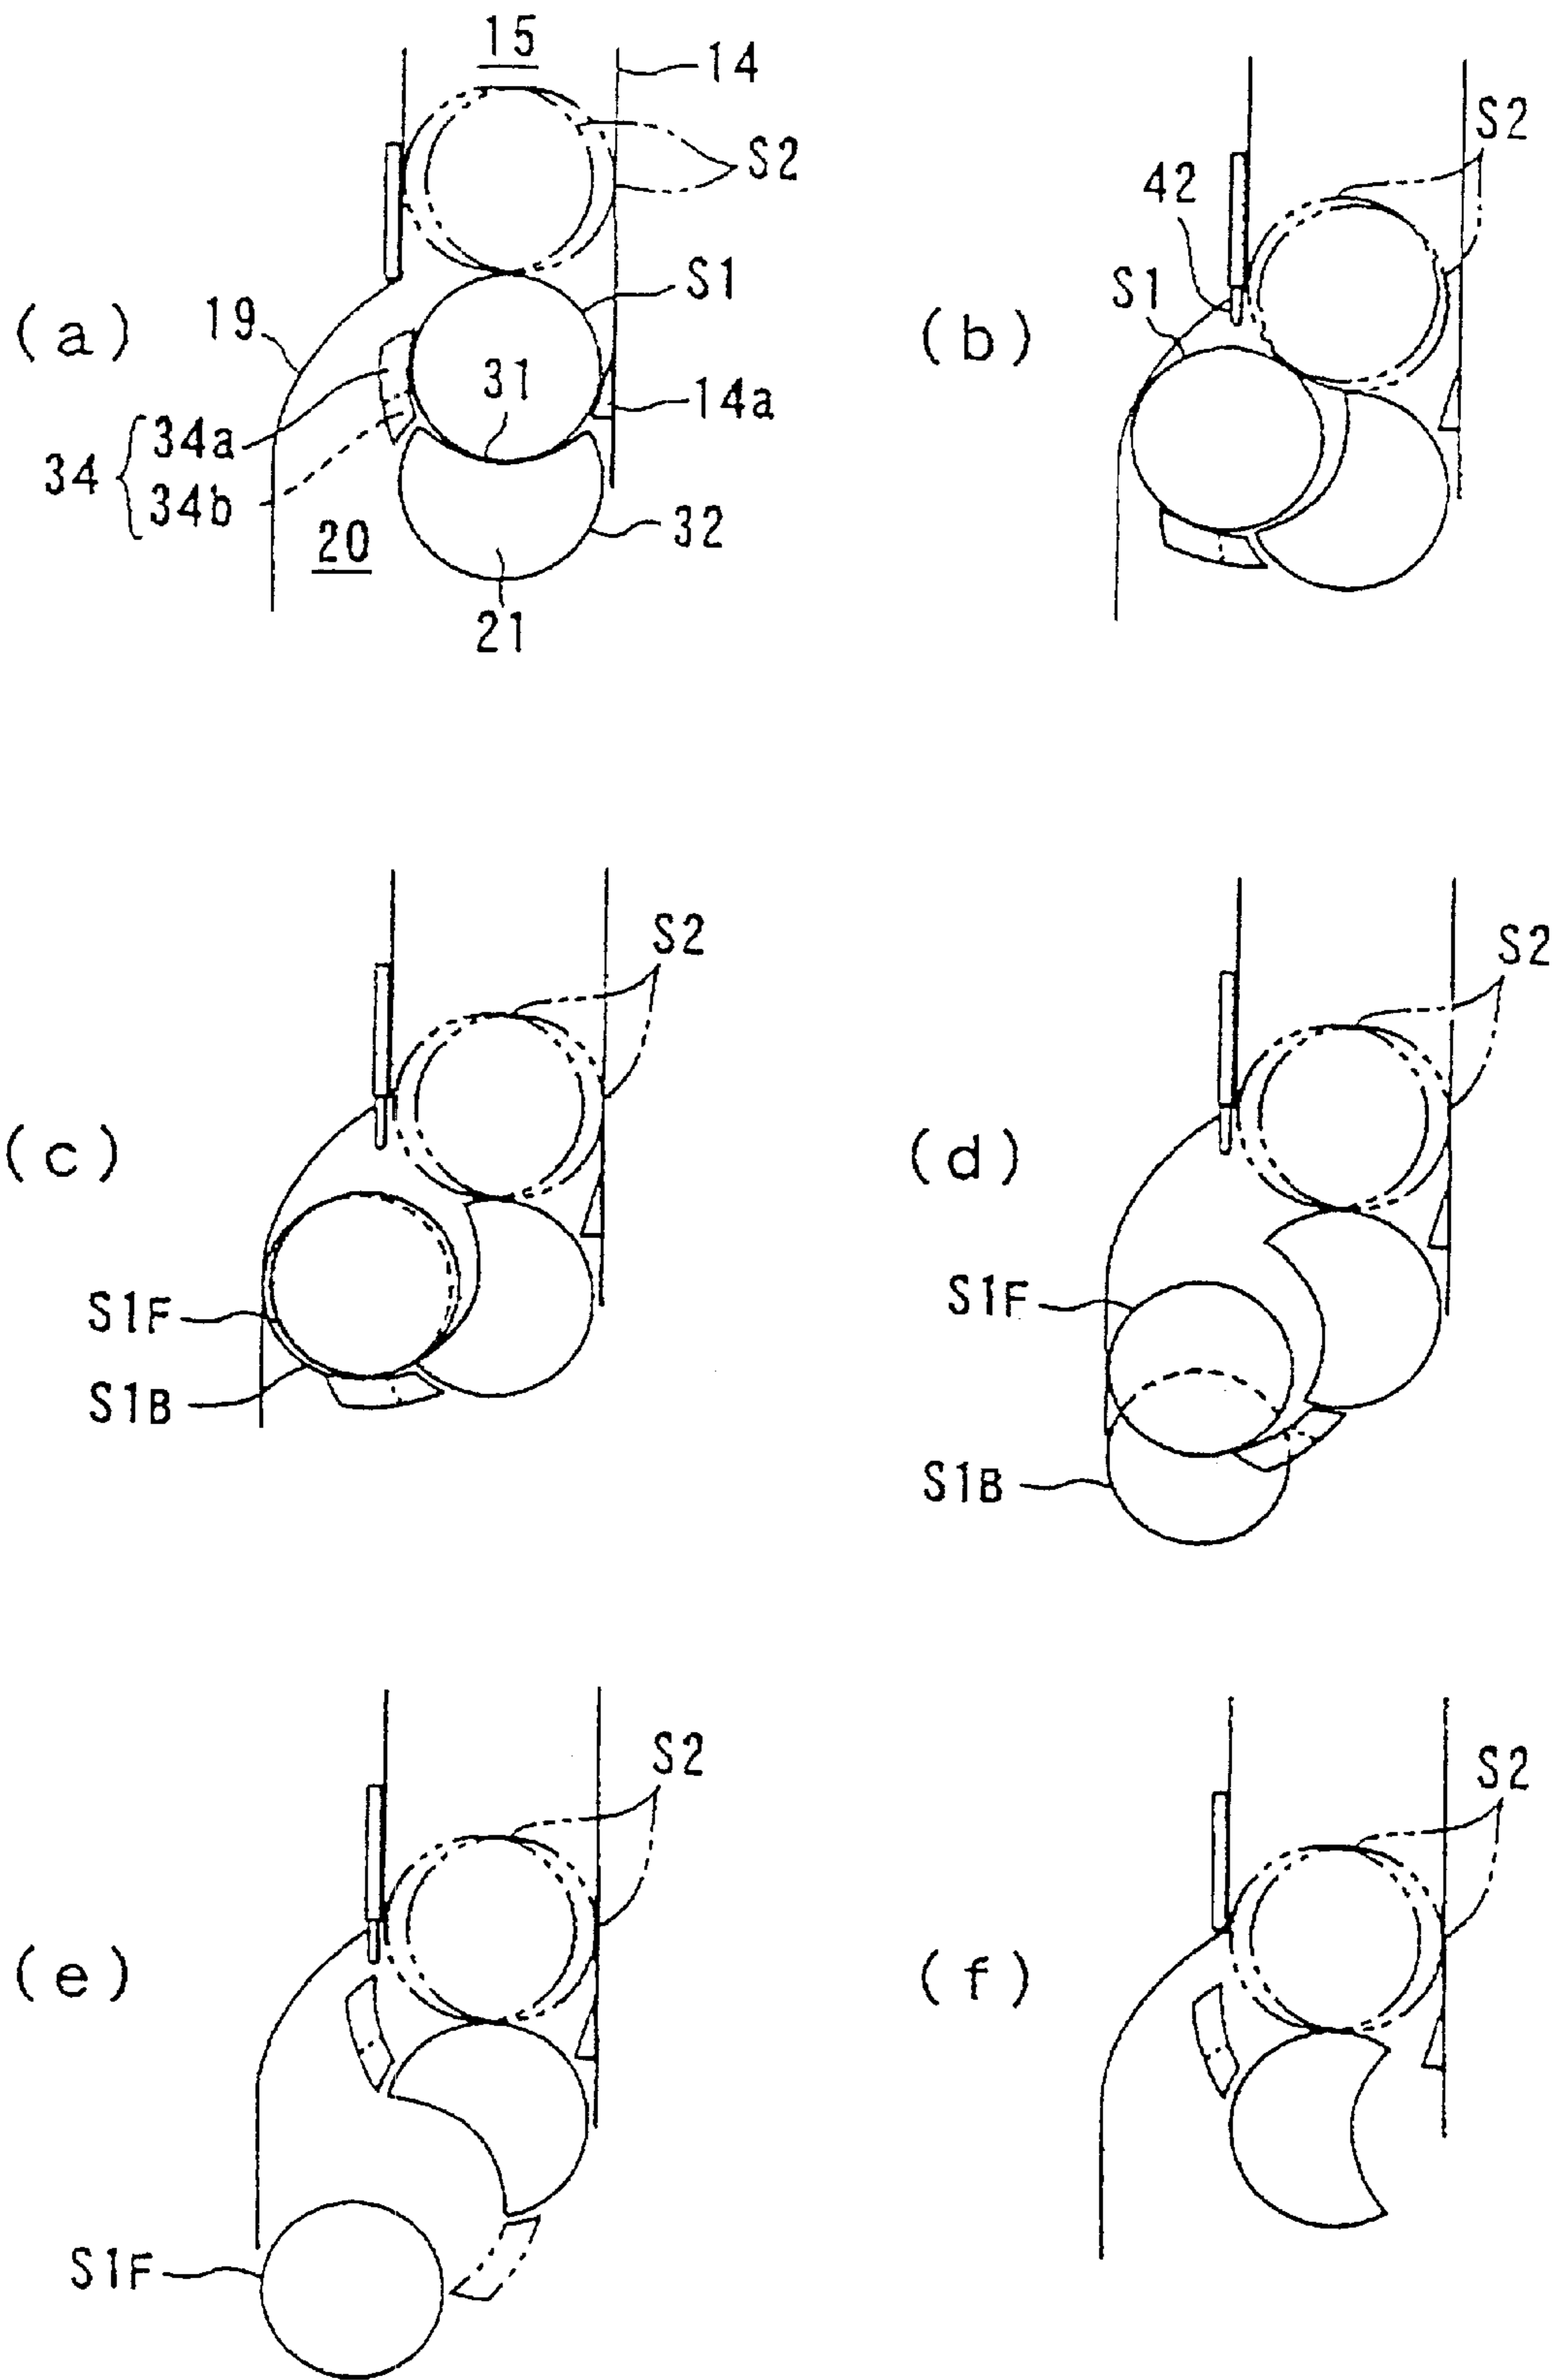 15
14
S2
S1
(a)
19
31
14a
34 { 34a
34b
20
32
21
(b)
42
S2
S1
(c)
S2
S1F
S1B
(d)
S2
S1F
S1B
(e)
S2
S1F
(f)
S2